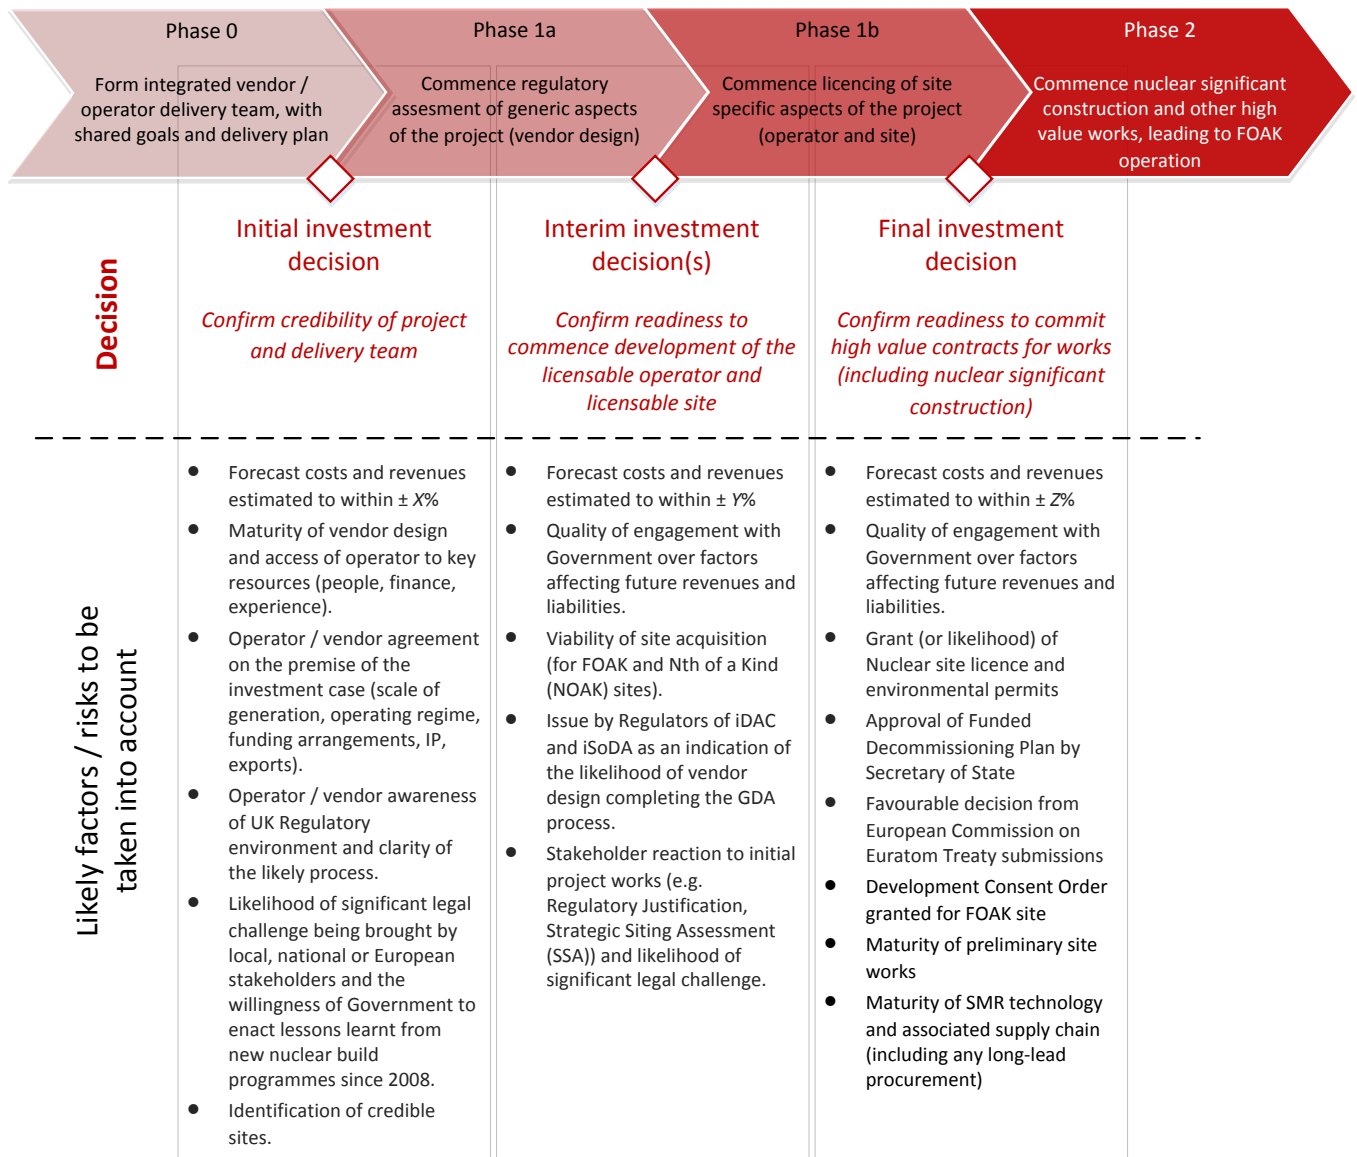 Phase 0
Form integrated vendor /
operator delivery team, with
shared goals and delivery plan
Phase 1a
Commence regulatory
assesment of generic aspects
of the project (vendor design)
Phase 1b
Commence licencing of site
specific aspects of the project
(operator and site)
Phase 2
Commence nuclear significant
construction and other high
value works, leading to FOAK
operation
Decision
Initial investment
decision
Confirm credibility of project
and delivery team
Interim investment
decision(s)
Confirm readiness to
commence development of the
licensable operator and
licensable site
Final investment
decision
Confirm readiness to commit
high value contracts for works
(including nuclear significant
construction)
Likely factors / risks to be
taken into account
● Forecast costs and revenues
estimated to within ± X%
● Maturity of vendor design
and access of operator to key
resources (people, finance,
experience).
● Operator / vendor agreement
on the premise of the
investment case (scale of
generation, operating regime,
funding arrangements, IP,
exports).
● Operator / vendor awareness
of UK Regulatory
environment and clarity of
the likely process.
● Likelihood of significant legal
challenge being brought by
local, national or European
stakeholders and the
willingness of Government to
enact lessons learnt from
new nuclear build
programmes since 2008.
● Identification of credible
sites.
● Forecast costs and revenues
estimated to within ± Y%
● Quality of engagement with
Government over factors
affecting future revenues and
liabilities.
● Viability of site acquisition
(for FOAK and Nth of a Kind
(NOAK) sites).
● Issue by Regulators of iDAC
and iSoDA as an indication of
the likelihood of vendor
design completing the GDA
process.
● Stakeholder reaction to initial
project works (e.g.
Regulatory Justification,
Strategic Siting Assessment
(SSA)) and likelihood of
significant legal challenge.
● Forecast costs and revenues
estimated to within ± Z%
● Quality of engagement with
Government over factors
affecting future revenues and
liabilities.
● Grant (or likelihood) of
Nuclear site licence and
environmental permits
● Approval of Funded
Decommissioning Plan by
Secretary of State
● Favourable decision from
European Commission on
Euratom Treaty submissions
● Development Consent Order
granted for FOAK site
● Maturity of preliminary site
works
● Maturity of SMR technology
and associated supply chain
(including any long-lead
procurement)